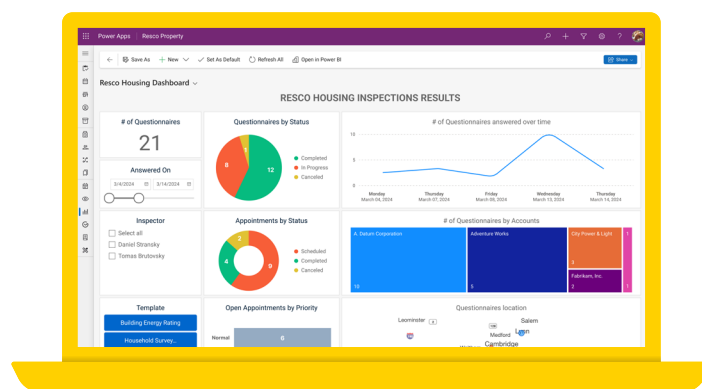 Power Apps Resco Property
Save As New Set As Default Refresh All Open in Power BI Share
Resco Housing Dashboard
RESCO HOUSING INSPECTIONS RESULTS
# of Questionnaires
21
Answered On
3/4/2024 3/14/2024
Questionnaires by Status
1
8
12
Completed
In Progress
Canceled
# of Questionnaires answered over time
10
5
0
Monday Thursday Friday Wednesday Thursday
March 04, 2024 March 07, 2024 March 08, 2024 March 13, 2024 March 14, 2024
Inspector
Select all
Daniel Stransky
Tomas Brutovsky
Appointments by Status
2
4
9
Scheduled
Completed
Canceled
# of Questionnaires by Accounts
A. Datum Corporation Adventure Works City Power & Light 1
3
Fabrikam, Inc.
10 5 2 1
Template
Building Energy Rating
Household Survey...
Open Appointments by Priority
Normal 6
Questionnaires location
Leominster Salem
Medford Lynn
Cambridge